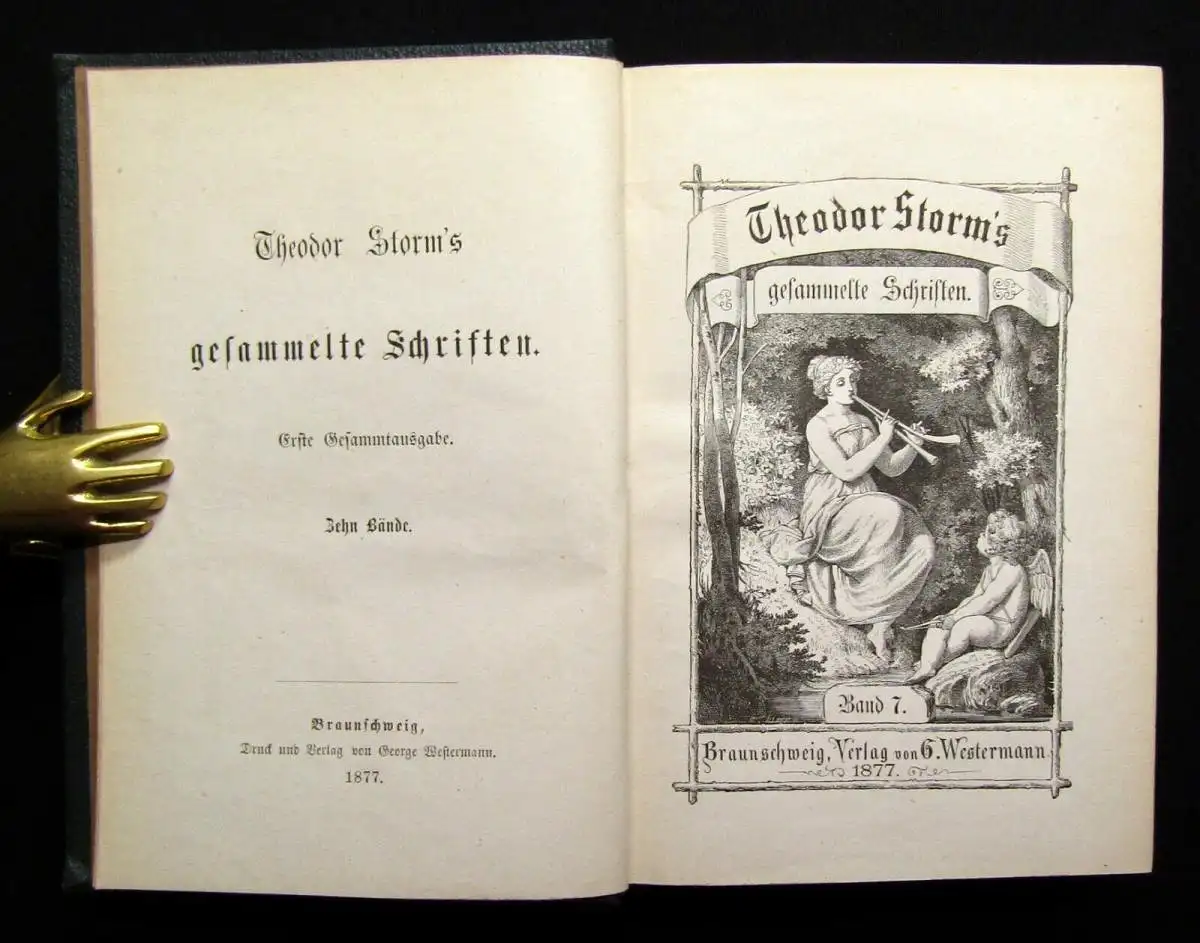 Theodor Storm's
gesammelte Schriften.
Erste Gesammtausgabe.
Zehn Bände.
Braunschweig,
Druck und Verlag von George Westermann.
1877.
Theodor Storm's
gesammelte Schriften.
Band 7.
Braunschweig, Verlag von G. Westermann
1877.